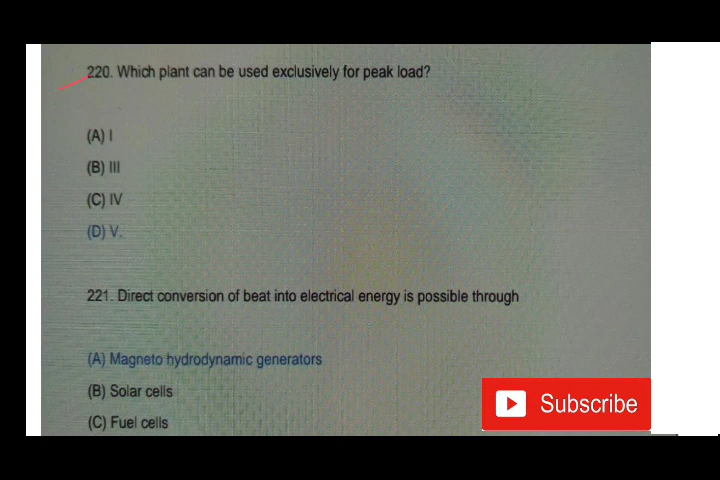 220. Which plant can be used exclusively for peak load?
(A) I
(B) III
(C) IV
(D) V.
221. Direct conversion of beat into electrical energy is possible through
(A) Magneto hydrodynamic generators
(B) Solar cells
(C) Fuel cells
Subscribe